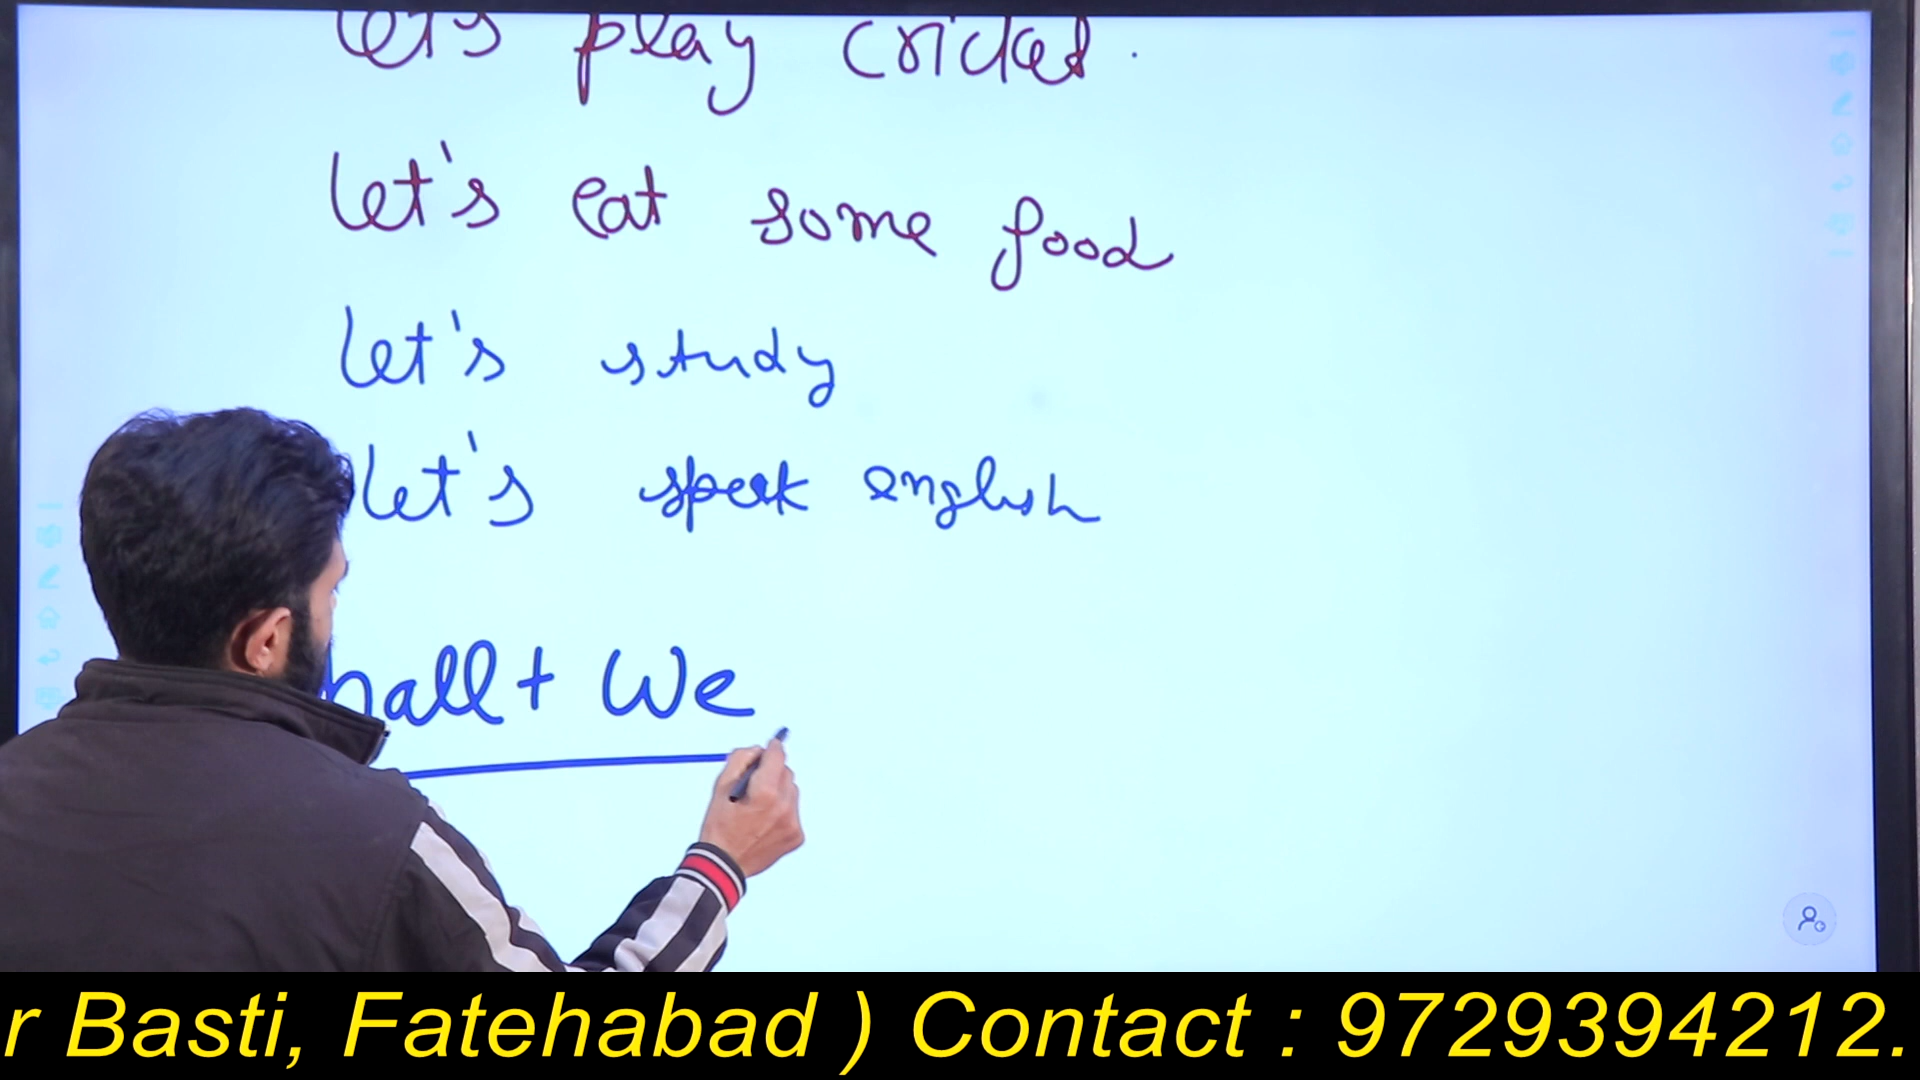 let's play cricket.
let's eat some food
let's study
let's speak english
hall + We
r Basti, Fatehabad ) Contact : 9729394212.